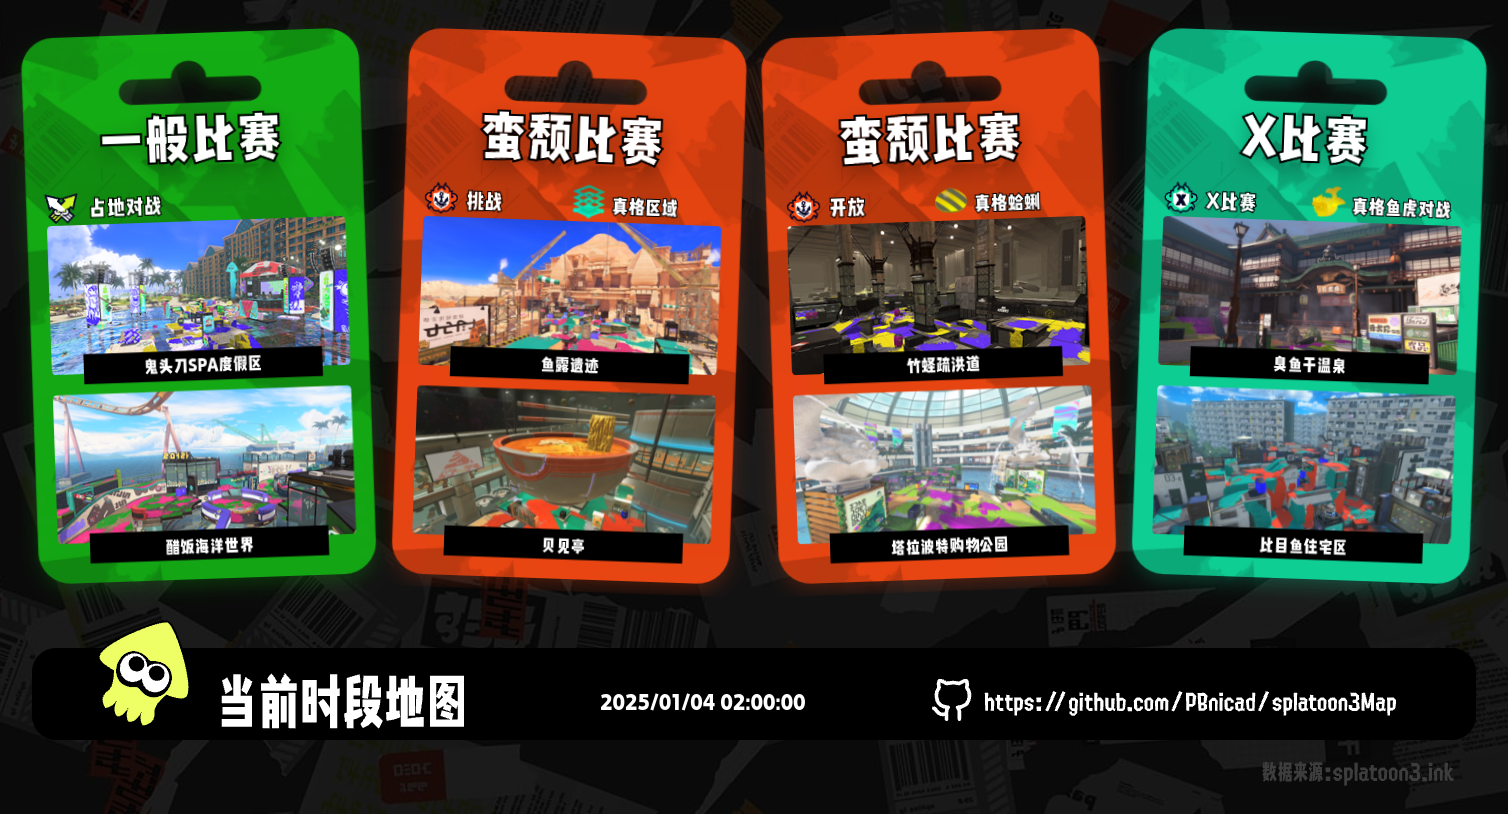 一般比赛
占地对战
鬼头刀SPA度假区
醋饭海洋世界
蛮颓比赛
挑战
真格区域
鱼露遗迹
贝见亭
蛮颓比赛
开放
真格蛤蜊
竹蛏疏洪道
塔拉波特购物公园
X比赛
X比赛
真格鱼虎对战
臭鱼干温泉
比目鱼住宅区
当前时段地图
2025/01/04 02:00:00
https://github.com/PBnicad/splatoon3Map
数据来源:splatoon3.ink